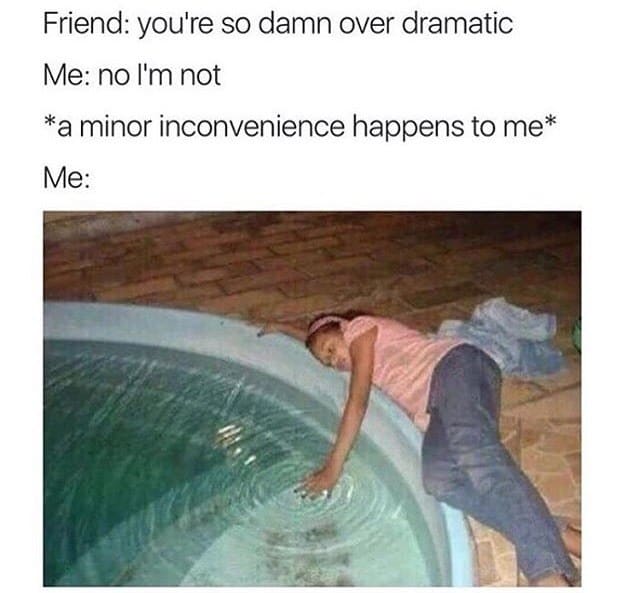 Friend: you're so damn over dramatic
Me: no I'm not
*a minor inconvenience happens to me*
Me: